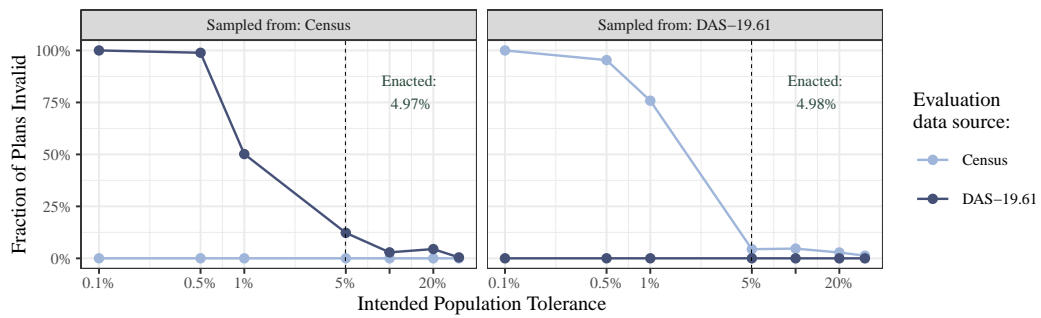 Sampled from: Census
Sampled from: DAS−19.61
Fraction of Plans Invalid
100%
75%
50%
25%
0%
Enacted:
4.97%
Enacted:
4.98%
0.1%
0.5%
1%
5%
20%
0.1%
0.5%
1%
5%
20%
Intended Population Tolerance
Evaluation
data source:
Census
DAS−19.61